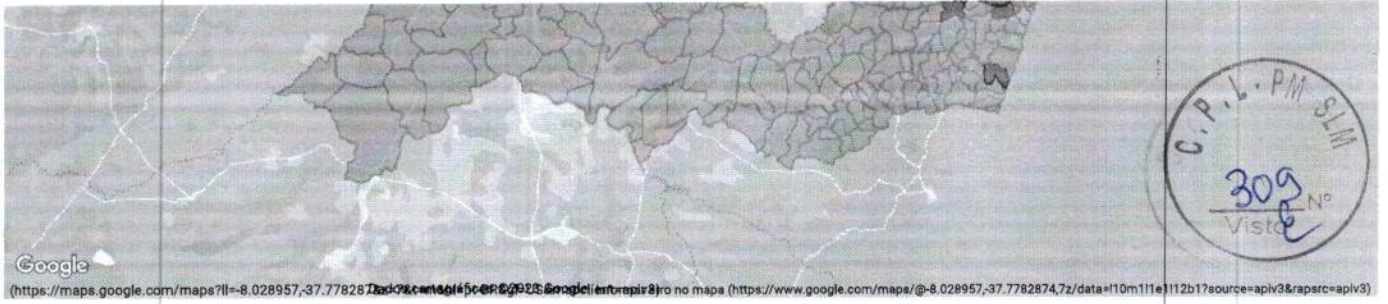 C.P.L. PM SLM
309 Nº
Visto
Google
(https://maps.google.com/maps?ll=-8.028957,-37.778287 no mapa (https://www.google.com/maps/@-8.028957,-37.7782874,7z/data=!10m1!1e1!12b1?source=apiv3&rapsrc=apiv3)